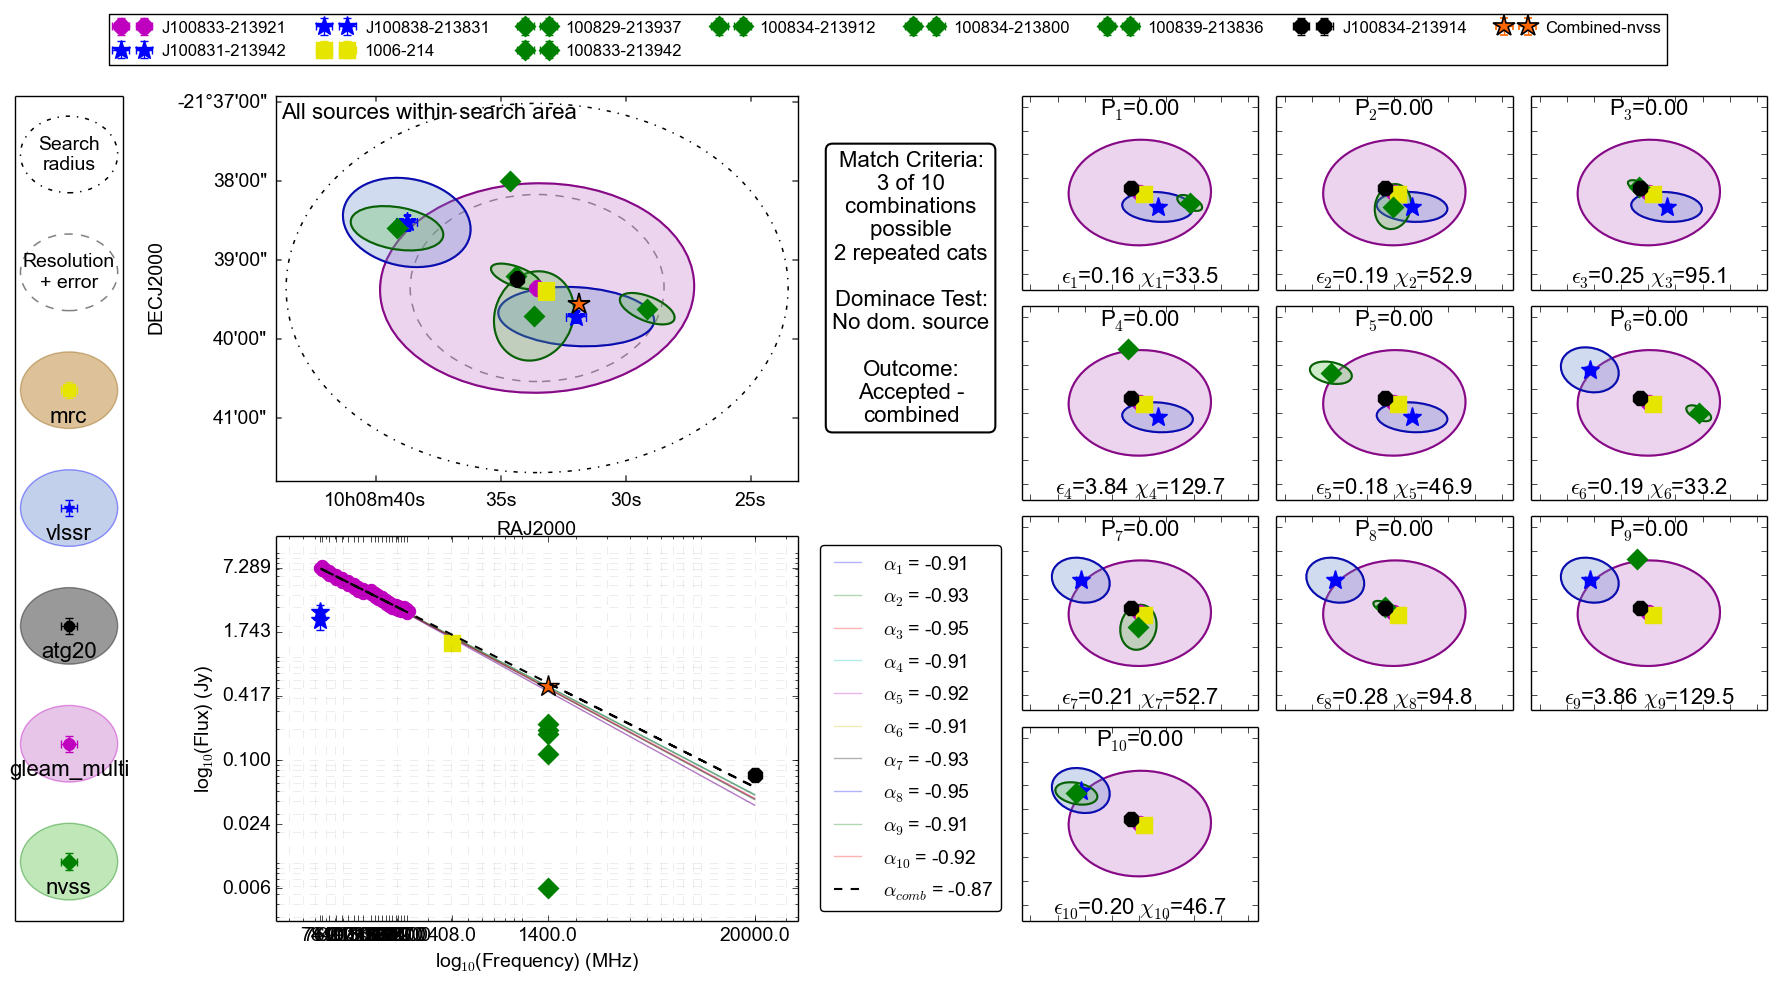 J100833-213921 J100838-213831 100829-213937 100834-213912 100834-213800 100839-213836 J100834-213914 Combined-nvss
J100831-213942 1006-214 100833-213942
Search
radius
Resolution
+ error
mrc
vlssr
atg20
gleam_multi
nvss
All sources within search area
-21°37'00"
38'00"
39'00"
40'00"
41'00"
DECJ2000
10h08m40s 35s 30s 25s
RAJ2000
Match Criteria:
3 of 10
combinations
possible
2 repeated cats
Dominace Test:
No dom. source
Outcome:
Accepted -
combined
7.289
1.743
0.417
0.100
0.024
0.006
log10(Flux) (Jy)
408.0 1400.0 20000.0
log10(Frequency) (MHz)
α1 = -0.91
α2 = -0.93
α3 = -0.95
α4 = -0.91
α5 = -0.92
α6 = -0.91
α7 = -0.93
α8 = -0.95
α9 = -0.91
α10 = -0.92
αcomb = -0.87
P1=0.00
ϵ1=0.16 χ1=33.5
P2=0.00
ϵ2=0.19 χ2=52.9
P3=0.00
ϵ3=0.25 χ3=95.1
P4=0.00
ϵ4=3.84 χ4=129.7
P5=0.00
ϵ5=0.18 χ5=46.9
P6=0.00
ϵ6=0.19 χ6=33.2
P7=0.00
ϵ7=0.21 χ7=52.7
P8=0.00
ϵ8=0.28 χ8=94.8
P9=0.00
ϵ9=3.86 χ9=129.5
P10=0.00
ϵ10=0.20 χ10=46.7